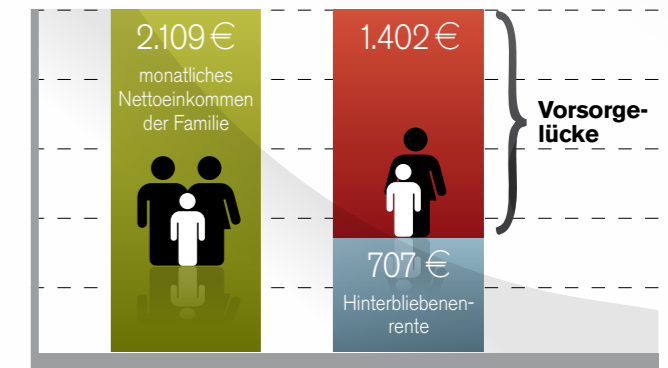 2.109 €
monatliches
Nettoeinkommen
der Familie
1.402 €
Vorsorge-
lücke
707 €
Hinterbliebenen-
rente